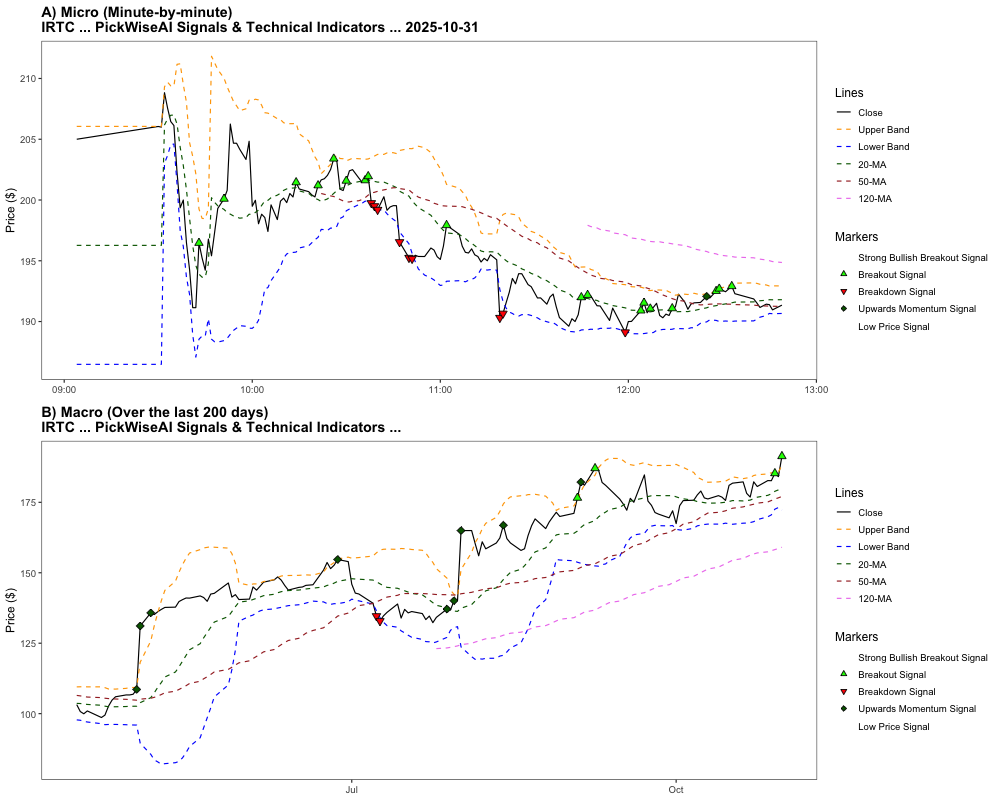 A) Micro (Minute-by-minute)
IRTC ... PickWiseAI Signals & Technical Indicators ... 2025-10-31
Price ($)
210
205
200
195
190
09:00
10:00
11:00
12:00
13:00
Lines
Close
Upper Band
Lower Band
20-MA
50-MA
120-MA
Markers
Strong Bullish Breakout Signal
Breakout Signal
Breakdown Signal
Upwards Momentum Signal
Low Price Signal
B) Macro (Over the last 200 days)
IRTC ... PickWiseAI Signals & Technical Indicators ...
Price ($)
175
150
125
100
Jul
Oct
Lines
Close
Upper Band
Lower Band
20-MA
50-MA
120-MA
Markers
Strong Bullish Breakout Signal
Breakout Signal
Breakdown Signal
Upwards Momentum Signal
Low Price Signal